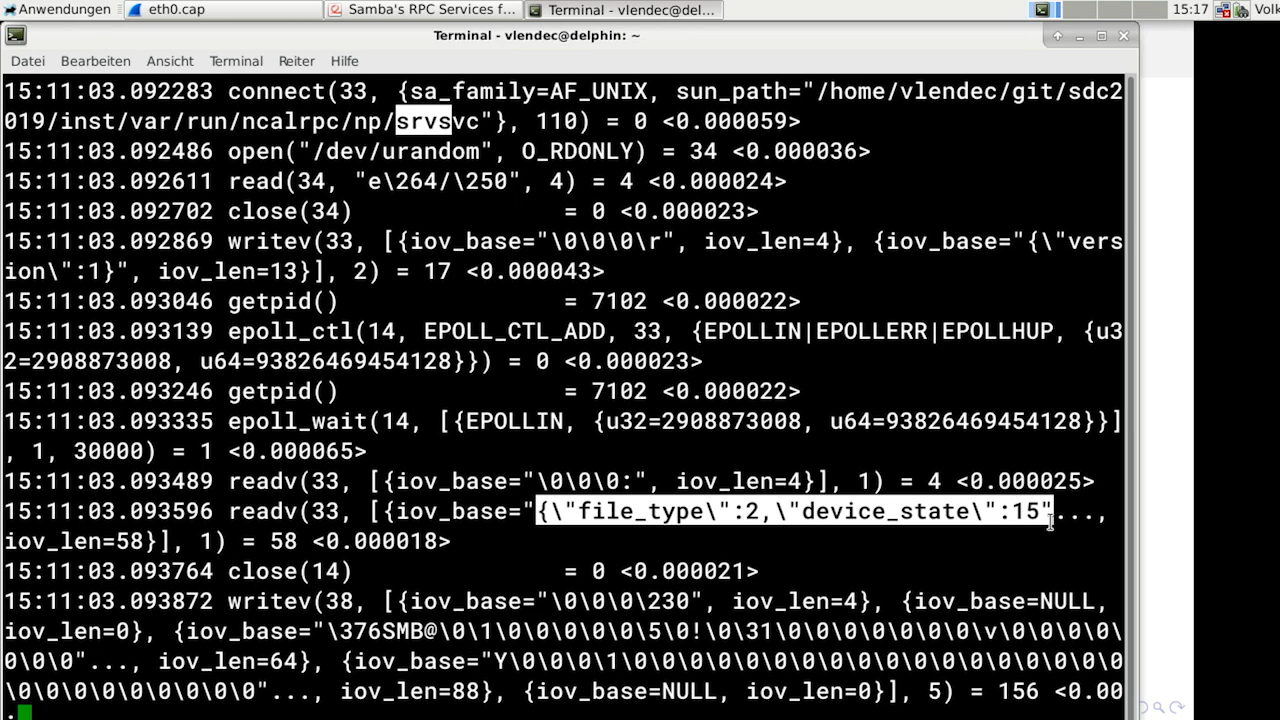 Anwendungen
eth0.cap
Samba's RPC Services f...
Terminal - vlendec@del...
15:17
Volk
Terminal - vlendec@delphin: ~
Datei Bearbeiten Ansicht Terminal Reiter Hilfe
15:11:03.092283 connect(33, {sa_family=AF_UNIX, sun_path="/home/vlendec/git/sdc2
019/inst/var/run/ncalrpc/np/srvsvc"}, 110) = 0 <0.000059>
15:11:03.092486 open("/dev/urandom", O_RDONLY) = 34 <0.000036>
15:11:03.092611 read(34, "e\264/\250", 4) = 4 <0.000024>
15:11:03.092702 close(34)               = 0 <0.000023>
15:11:03.092869 writev(33, [{iov_base="\0\0\0\r", iov_len=4}, {iov_base="{\"vers
ion\":1}", iov_len=13}], 2) = 17 <0.000043>
15:11:03.093046 getpid()                = 7102 <0.000022>
15:11:03.093139 epoll_ctl(14, EPOLL_CTL_ADD, 33, {EPOLLIN|EPOLLERR|EPOLLHUP, {u3
2=2908873008, u64=93826469454128}}) = 0 <0.000023>
15:11:03.093246 getpid()                = 7102 <0.000022>
15:11:03.093335 epoll_wait(14, [{EPOLLIN, {u32=2908873008, u64=93826469454128}}]
, 1, 30000) = 1 <0.000065>
15:11:03.093489 readv(33, [{iov_base="\0\0\0:", iov_len=4}], 1) = 4 <0.000025>
15:11:03.093596 readv(33, [{iov_base="{\"file_type\":2,\"device_state\":15"...,
iov_len=58}], 1) = 58 <0.000018>
15:11:03.093764 close(14)               = 0 <0.000021>
15:11:03.093872 writev(38, [{iov_base="\0\0\0\230", iov_len=4}, {iov_base=NULL,
iov_len=0}, {iov_base="\376SMB@\0\1\0\0\0\0\0\5\0!\0\31\0\0\0\0\0\0\0\v\0\0\0\0\
0\0\0"..., iov_len=64}, {iov_base="Y\0\0\0\1\0\0\0\0\0\0\0\0\0\0\0\0\0\0\0\0\0\0
\0\0\0\0\0\0\0\0\0"..., iov_len=88}, {iov_base=NULL, iov_len=0}], 5) = 156 <0.00